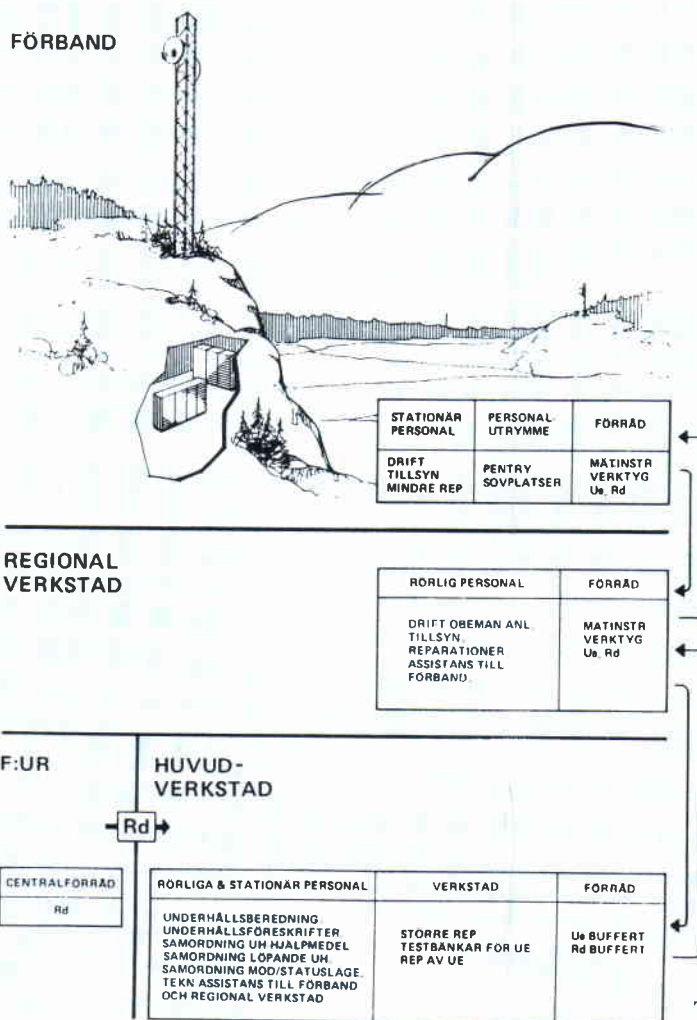 FÖRBAND
STATIONÄR
PERSONAL
PERSONAL-
UTRYMME
FÖRRÅD
DRIFT
TILLSYN
MINDRE REP
PENTRY
SOVPLATSER
MÄTINSTR
VERKTYG
Ue, Rd
REGIONAL
VERKSTAD
RÖRLIG PERSONAL
FÖRRÅD
DRIFT OBEMAN ANL.
TILLSYN.
REPARATIONER
ASSISTANS TILL
FÖRBAND.
MÄTINSTR
VERKTYG
Ue, Rd
F:UR
HUVUD-
VERKSTAD
Rd
CENTRALFÖRRÅD
Rd
RÖRLIGA & STATIONÄR PERSONAL
VERKSTAD
FÖRRÅD
UNDERHÅLLSBEREDNING.
UNDERHÅLLSFÖRESKRIFTER.
SAMORDNING UH HJÄLPMEDEL
SAMORDNING LÖPANDE UH.
SAMORDNING MOD/STATUSLÄGE.
TEKN ASSISTANS TILL FÖRBAND
OCH REGIONAL VERKSTAD
STÖRRE REP
TESTBÄNKAR FÖR UE
REP AV UE
Ue BUFFERT
Rd BUFFERT